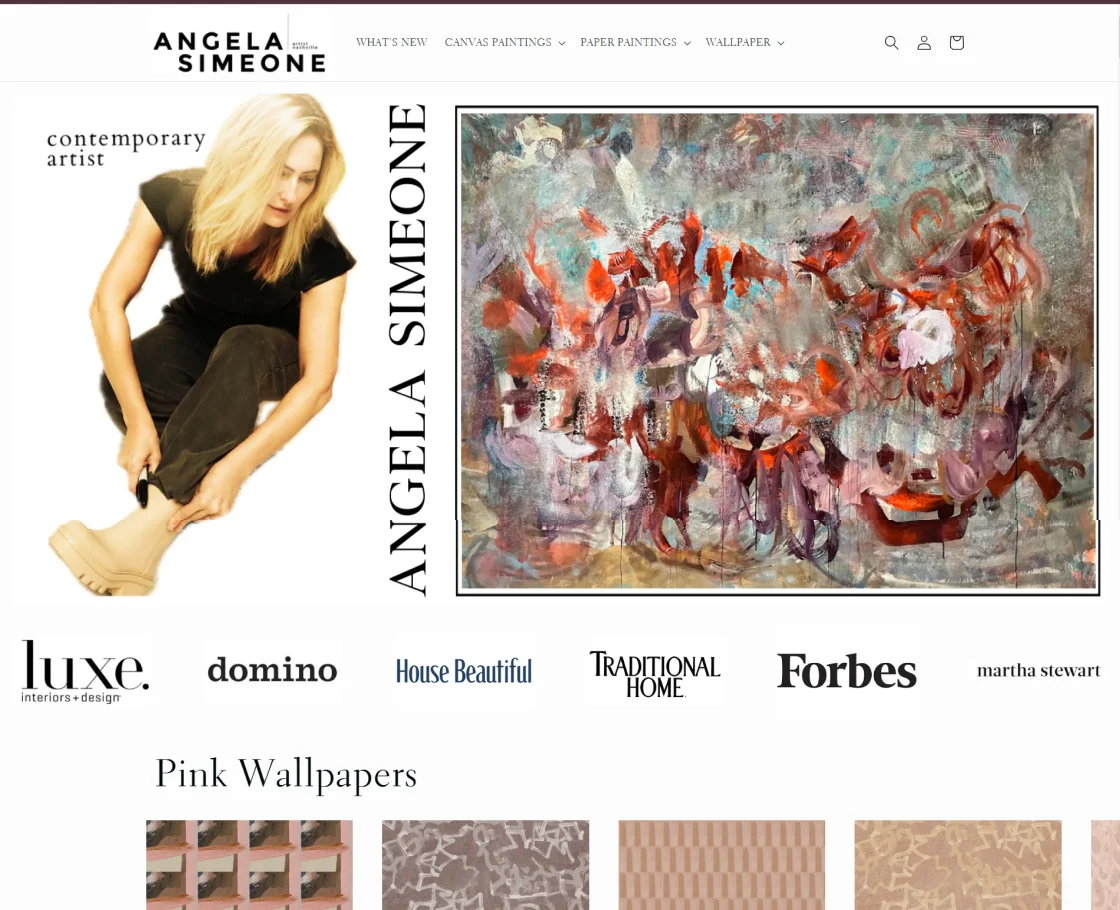 ANGELA
artist
nashville
SIMEONE
WHAT'S NEW
CANVAS PAINTINGS
PAPER PAINTINGS
WALLPAPER
contemporary
artist
ANGELA SIMEONE
luxe.
interiors+design
domino
House Beautiful
TRADITIONAL
HOME
Forbes
martha stewart
Pink Wallpapers